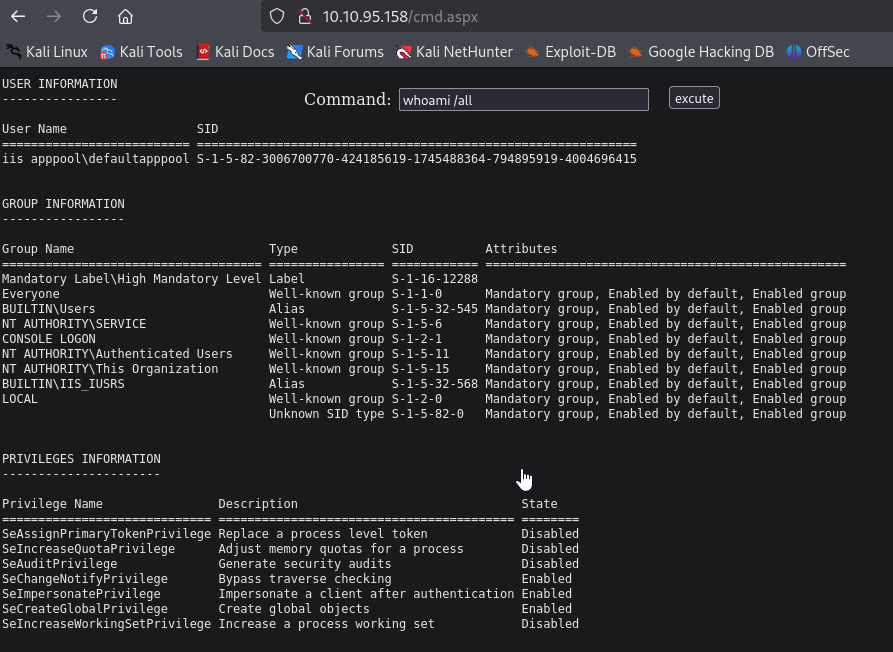 10.10.95.158/cmd.aspx
Kali Linux Kali Tools Kali Docs Kali Forums Kali NetHunter Exploit-DB Google Hacking DB OffSec
USER INFORMATION
----------------
Command: whoami /all excute
User Name SID
========================= =============================================================
iis apppool\defaultapppool S-1-5-82-3006700770-424185619-1745488364-794895919-4004696415
GROUP INFORMATION
-----------------
Group Name Type SID Attributes
==================================== ================ ============ ==================================================
Mandatory Label\High Mandatory Level Label S-1-16-12288
Everyone Well-known group S-1-1-0 Mandatory group, Enabled by default, Enabled group
BUILTIN\Users Alias S-1-5-32-545 Mandatory group, Enabled by default, Enabled group
NT AUTHORITY\SERVICE Well-known group S-1-5-6 Mandatory group, Enabled by default, Enabled group
CONSOLE LOGON Well-known group S-1-2-1 Mandatory group, Enabled by default, Enabled group
NT AUTHORITY\Authenticated Users Well-known group S-1-5-11 Mandatory group, Enabled by default, Enabled group
NT AUTHORITY\This Organization Well-known group S-1-5-15 Mandatory group, Enabled by default, Enabled group
BUILTIN\IIS_IUSRS Alias S-1-5-32-568 Mandatory group, Enabled by default, Enabled group
LOCAL Well-known group S-1-2-0 Mandatory group, Enabled by default, Enabled group
Unknown SID type S-1-5-82-0 Mandatory group, Enabled by default, Enabled group
PRIVILEGES INFORMATION
----------------------
Privilege Name Description State
============================= ========================================= ========
SeAssignPrimaryTokenPrivilege Replace a process level token Disabled
SeIncreaseQuotaPrivilege Adjust memory quotas for a process Disabled
SeAuditPrivilege Generate security audits Disabled
SeChangeNotifyPrivilege Bypass traverse checking Enabled
SeImpersonatePrivilege Impersonate a client after authentication Enabled
SeCreateGlobalPrivilege Create global objects Enabled
SeIncreaseWorkingSetPrivilege Increase a process working set Disabled